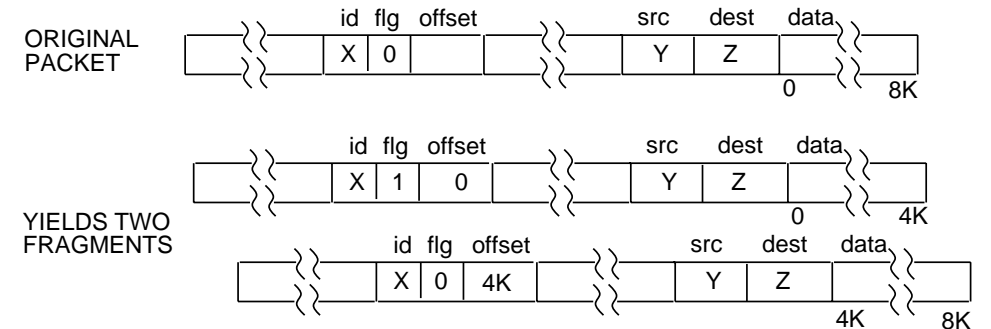 id flg offset src dest data
ORIGINAL
PACKET
X 0 Y Z
0 8K
id flg offset src dest data
X 1 0 Y Z
0 4K
YIELDS TWO
FRAGMENTS
id flg offset src dest data
X 0 4K Y Z
4K 8K